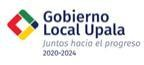 Gobierno
Local Upala
Juntos hacia el progreso
2020-2024